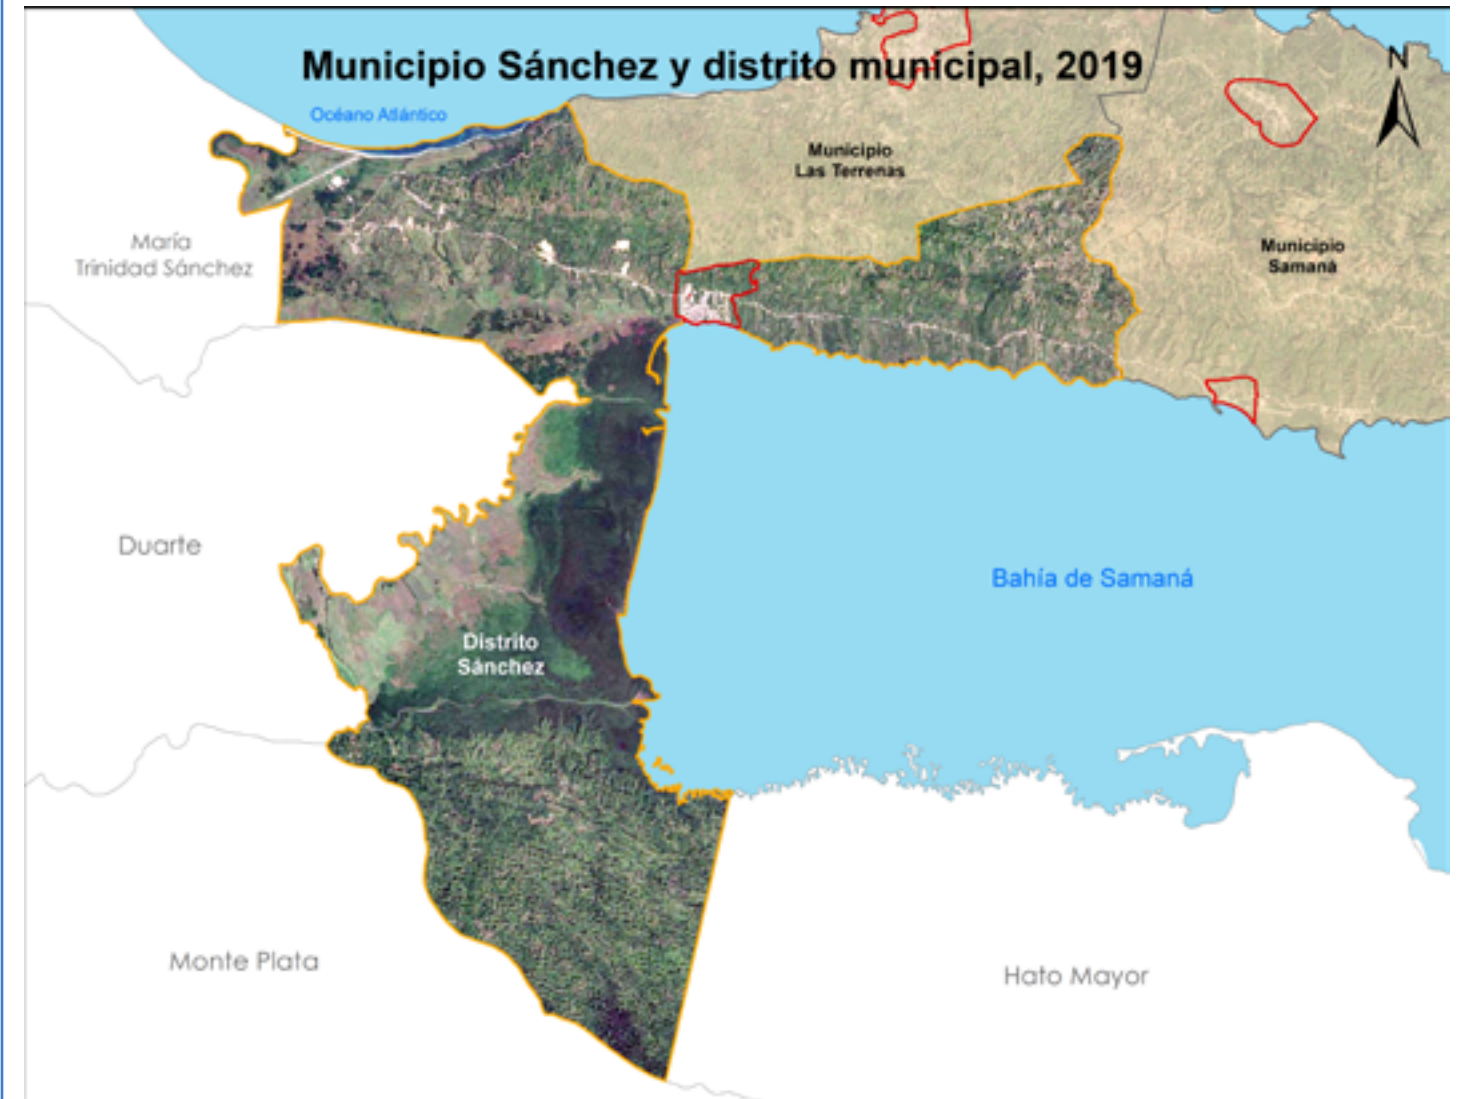 Municipio Sánchez y distrito municipal, 2019
N
Océano Atlántico
Municipio
Las Terrenas
María
Trinidad Sánchez
Municipio
Samaná
Duarte
Bahía de Samaná
Distrito
Sánchez
Monte Plata
Hato Mayor